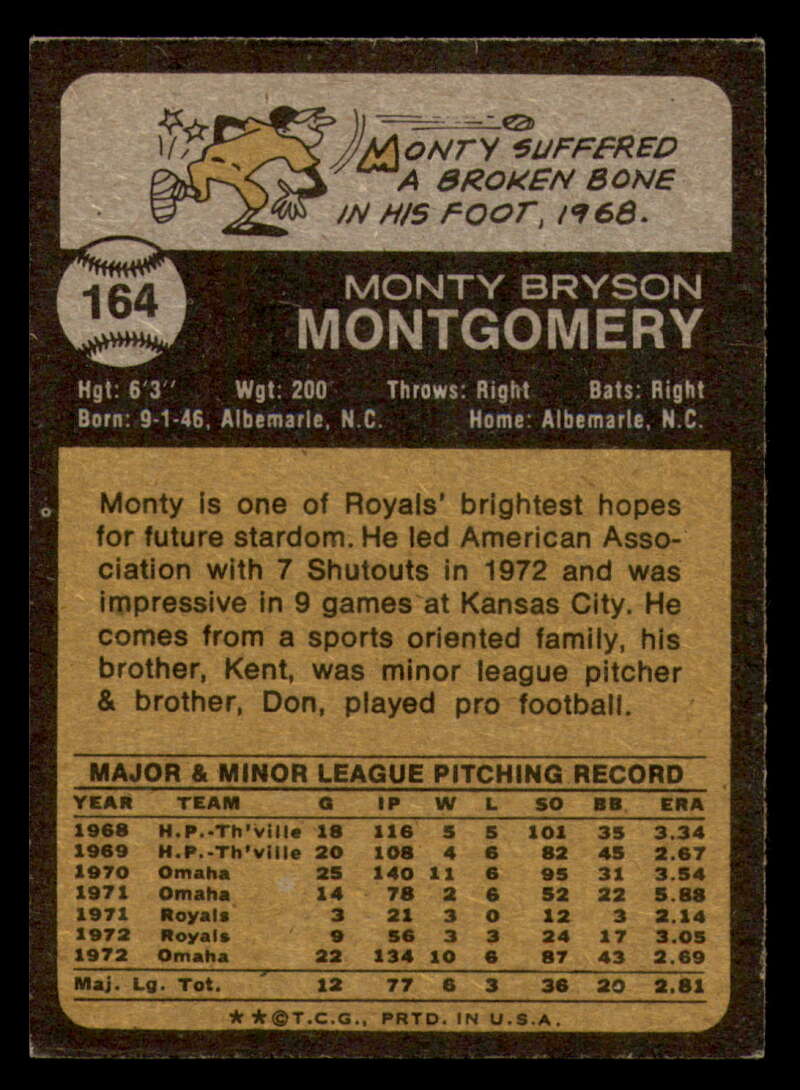 MONTY SUFFERED
A BROKEN BONE
IN HIS FOOT, 1968.
164
MONTY BRYSON
MONTGOMERY
Hgt: 6'3" Wgt: 200 Throws: Right Bats: Right
Born: 9-1-46, Albemarle, N.C. Home: Albemarle, N.C.
Monty is one of Royals' brightest hopes
for future stardom. He led American Asso-
ciation with 7 Shutouts in 1972 and was
impressive in 9 games at Kansas City. He
comes from a sports oriented family, his
brother, Kent, was minor league pitcher
& brother, Don, played pro football.
MAJOR & MINOR LEAGUE PITCHING RECORD
YEAR TEAM G IP W L SO BB. ERA
1968 H.P.-Th'ville 18 116 5 5 101 35 3.34
1969 H.P.-Th'ville 20 108 4 6 82 45 2.67
1970 Omaha 25 140 11 6 95 31 3.54
1971 Omaha 14 78 2 6 52 22 5.88
1971 Royals 3 21 3 0 12 3 2.14
1972 Royals 9 56 3 3 24 17 3.05
1972 Omaha 22 134 10 6 87 43 2.69
Maj. Lg. Tot. 12 77 6 3 36 20 2.81
★★©T.C.G., PRTD. IN U.S.A.